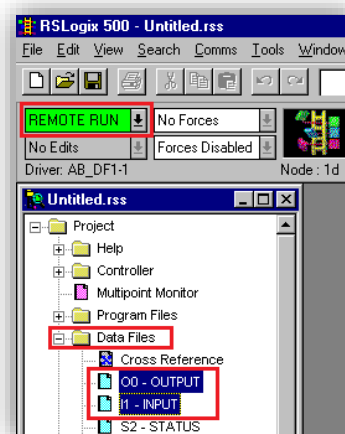 RSLogix 500 - Untitled.rss
File Edit View Search Comms Tools Window
REMOTE RUN No Forces
No Edits Forces Disabled
Driver: AB_DF1-1 Node : 1d
Untitled.rss
Project
Help
Controller
Multipoint Monitor
Program Files
Data Files
Cross Reference
O0 - OUTPUT
I1 - INPUT
S2 - STATUS